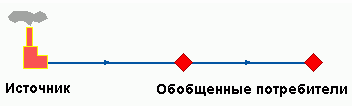 Источник
Обобщенные потребители